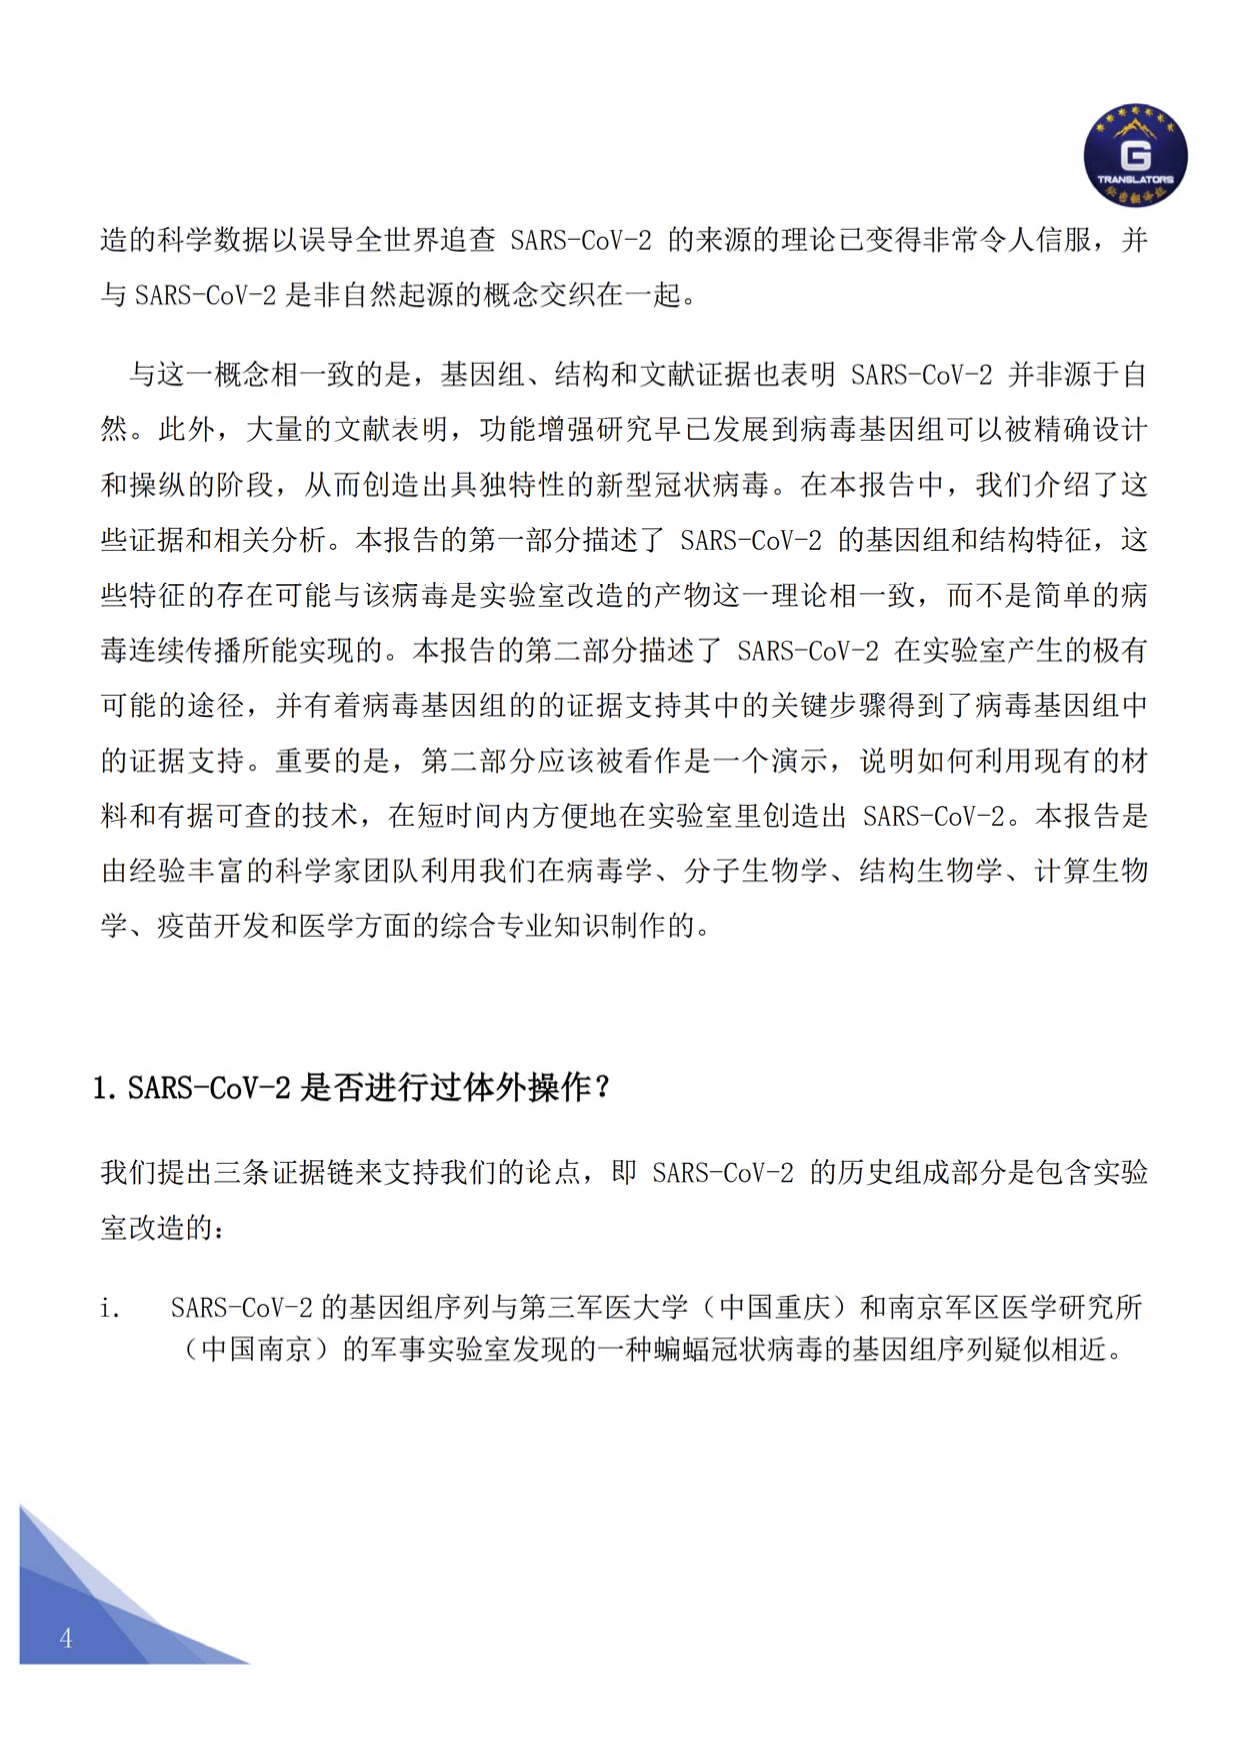 G
TRANSLATORS
造的科学数据以误导全世界追查 SARS-CoV-2 的来源的理论已变得非常令人信服，并
与 SARS-CoV-2 是非自然起源的概念交织在一起。
与这一概念相一致的是，基因组、结构和文献证据也表明 SARS-CoV-2 并非源于自
然。此外，大量的文献表明，功能增强研究早已发展到病毒基因组可以被精确设计
和操纵的阶段，从而创造出具独特性的新型冠状病毒。在本报告中，我们介绍了这
些证据和相关分析。本报告的第一部分描述了 SARS-CoV-2 的基因组和结构特征，这
些特征的存在可能与该病毒是实验室改造的产物这一理论相一致，而不是简单的病
毒连续传播所能实现的。本报告的第二部分描述了 SARS-CoV-2 在实验室产生的极有
可能的途径，并有着病毒基因组的的证据支持其中的关键步骤得到了病毒基因组中
的证据支持。重要的是，第二部分应该被看作是一个演示，说明如何利用现有的材
料和有据可查的技术，在短时间内方便地在实验室里创造出 SARS-CoV-2。本报告是
由经验丰富的科学家团队利用我们在病毒学、分子生物学、结构生物学、计算生物
学、疫苗开发和医学方面的综合专业知识制作的。
1. SARS-CoV-2 是否进行过体外操作？
我们提出三条证据链来支持我们的论点，即 SARS-CoV-2 的历史组成部分是包含实验
室改造的：
i. SARS-CoV-2 的基因组序列与第三军医大学（中国重庆）和南京军区医学研究所
（中国南京）的军事实验室发现的一种蝙蝠冠状病毒的基因组序列疑似相近。
4